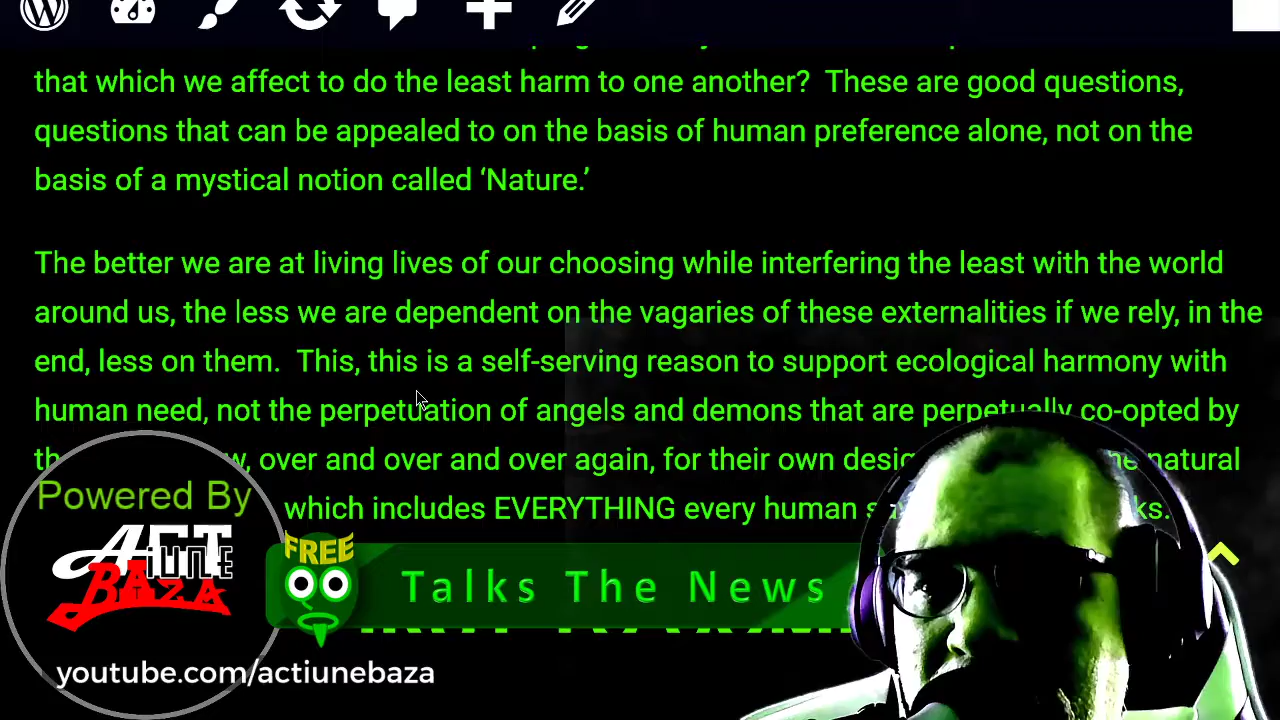 that which we affect to do the least harm to one another?  These are good questions,
questions that can be appealed to on the basis of human preference alone, not on the
basis of a mystical notion called ‘Nature.’
The better we are at living lives of our choosing while interfering the least with the world
around us, the less we are dependent on the vagaries of these externalities if we rely, in the
end, less on them.  This, this is a self-serving reason to support ecological harmony with
human need, not the perpetuation of angels and demons that are perpetually co-opted by
over and over and over again, for their own natural
which includes EVERYTHING every human
Powered By
ACTIUNE
BAZA
FREE
Talks The News
youtube.com/actiunebaza